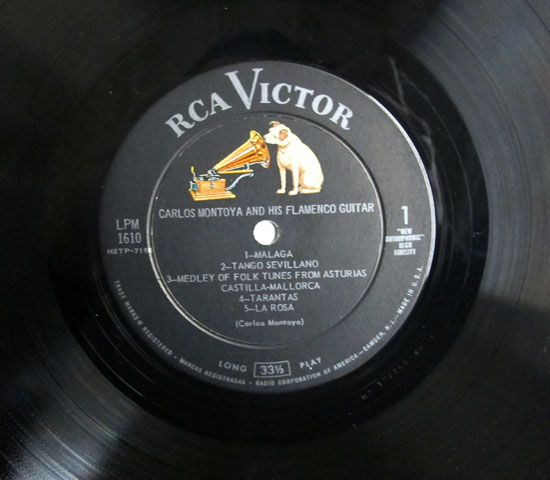 RCA VICTOR
CARLOS MONTOYA AND HIS FLAMENCO GUITAR
LPM
1610
1
"NEW
ORTHOPHONIC"
HIGH
FIDELITY
1—MALAGA
2—TANGO SEVILLANO
3—MEDLEY OF FOLK TUNES FROM ASTURIAS
CASTILLA-MALLORCA
4—TARANTAS
5—LA ROSA
(Carlos Montoya)
LONG 33⅓ PLAY
TRADE MARKS ® REGISTERED • MARCAS REGISTRADAS • RADIO CORPORATION OF AMERICA—CAMDEN, N.J.—MADE IN U.S.A.